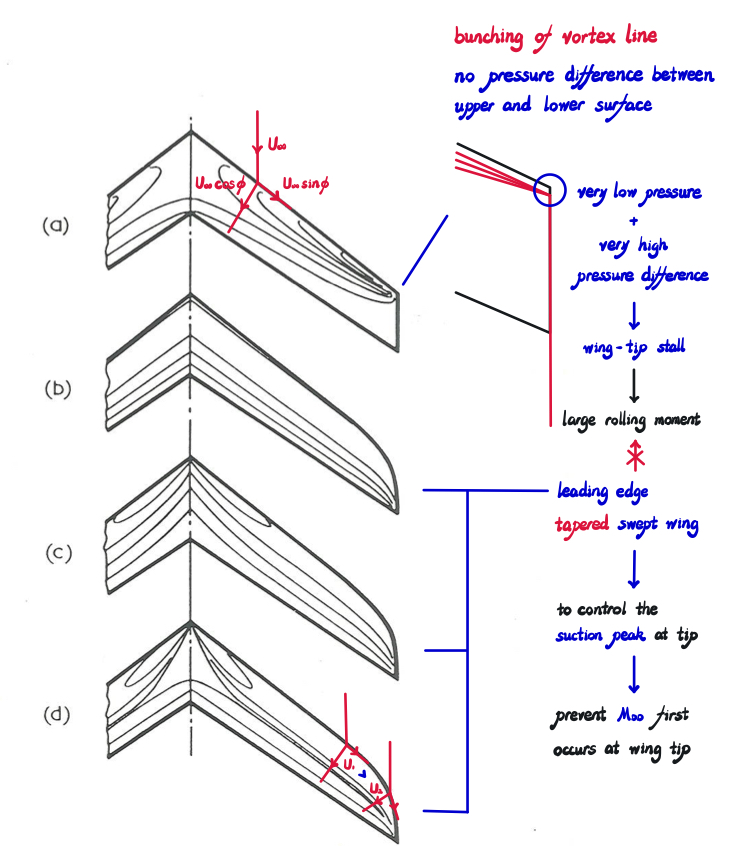 bunching of vortex line
no pressure difference between
upper and lower surface
U∞
U∞ cosϕ
U∞ sinϕ
(a)
very low pressure
+
very high
pressure difference
wing-tip stall
(b)
large rolling moment
leading edge
tapered swept wing
(c)
to control the
suction peak at tip
(d)
prevent M∞ first
occurs at wing tip
U₁
U₂